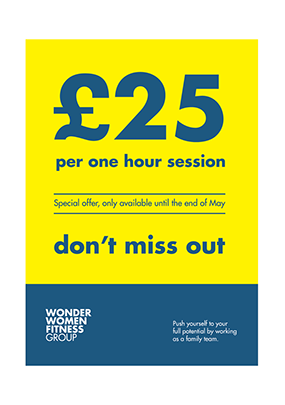 £25
per one hour session
Special offer, only available until the end of May
don't miss out
WONDER
WOMEN
FITNESS
GROUP
Push yourself to your
full potential by working
as a family team.